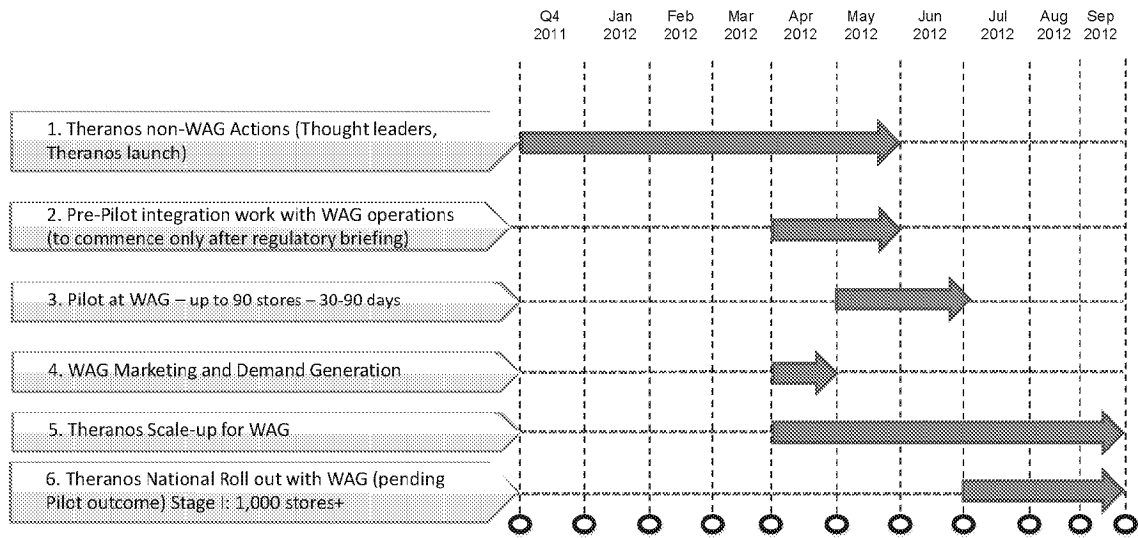 Q4 Jan Feb Mar Apr May Jun Jul Aug Sep
2011 2012 2012 2012 2012 2012 2012 2012 2012 2012
1. Theranos non-WAG Actions (Thought leaders,
Theranos launch)
2. Pre-Pilot integration work with WAG operations
(to commence only after regulatory briefing)
3. Pilot at WAG – up to 90 stores – 30-90 days
4. WAG Marketing and Demand Generation
5. Theranos Scale-up for WAG
6. Theranos National Roll out with WAG (pending
Pilot outcome) Stage I: 1,000 stores+